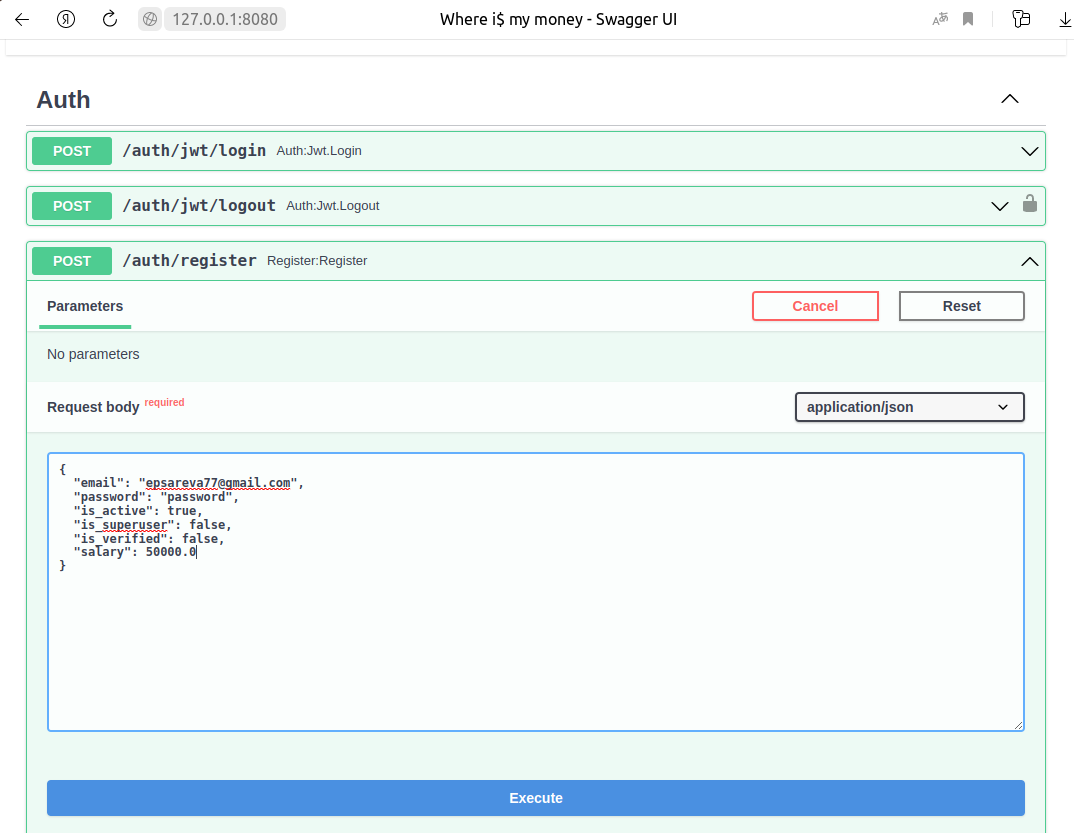 127.0.0.1:8080
Where i$ my money - Swagger UI
Auth
POST /auth/jwt/login Auth:Jwt.Login
POST /auth/jwt/logout Auth:Jwt.Logout
POST /auth/register Register:Register
Parameters
Cancel
Reset
No parameters
Request body required
application/json
{
"email": "epsareva77@gmail.com",
"password": "password",
"is_active": true,
"is_superuser": false,
"is_verified": false,
"salary": 50000.0
}
Execute